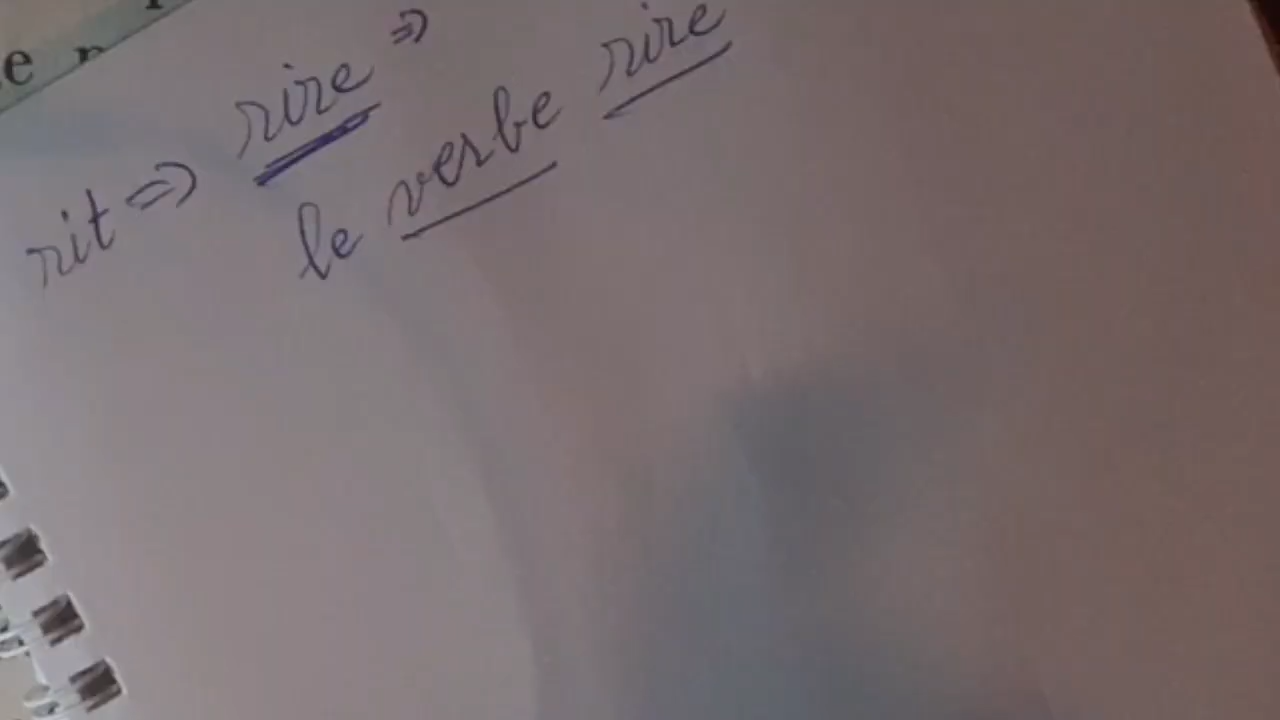 rit => rire =>
le verbe rire